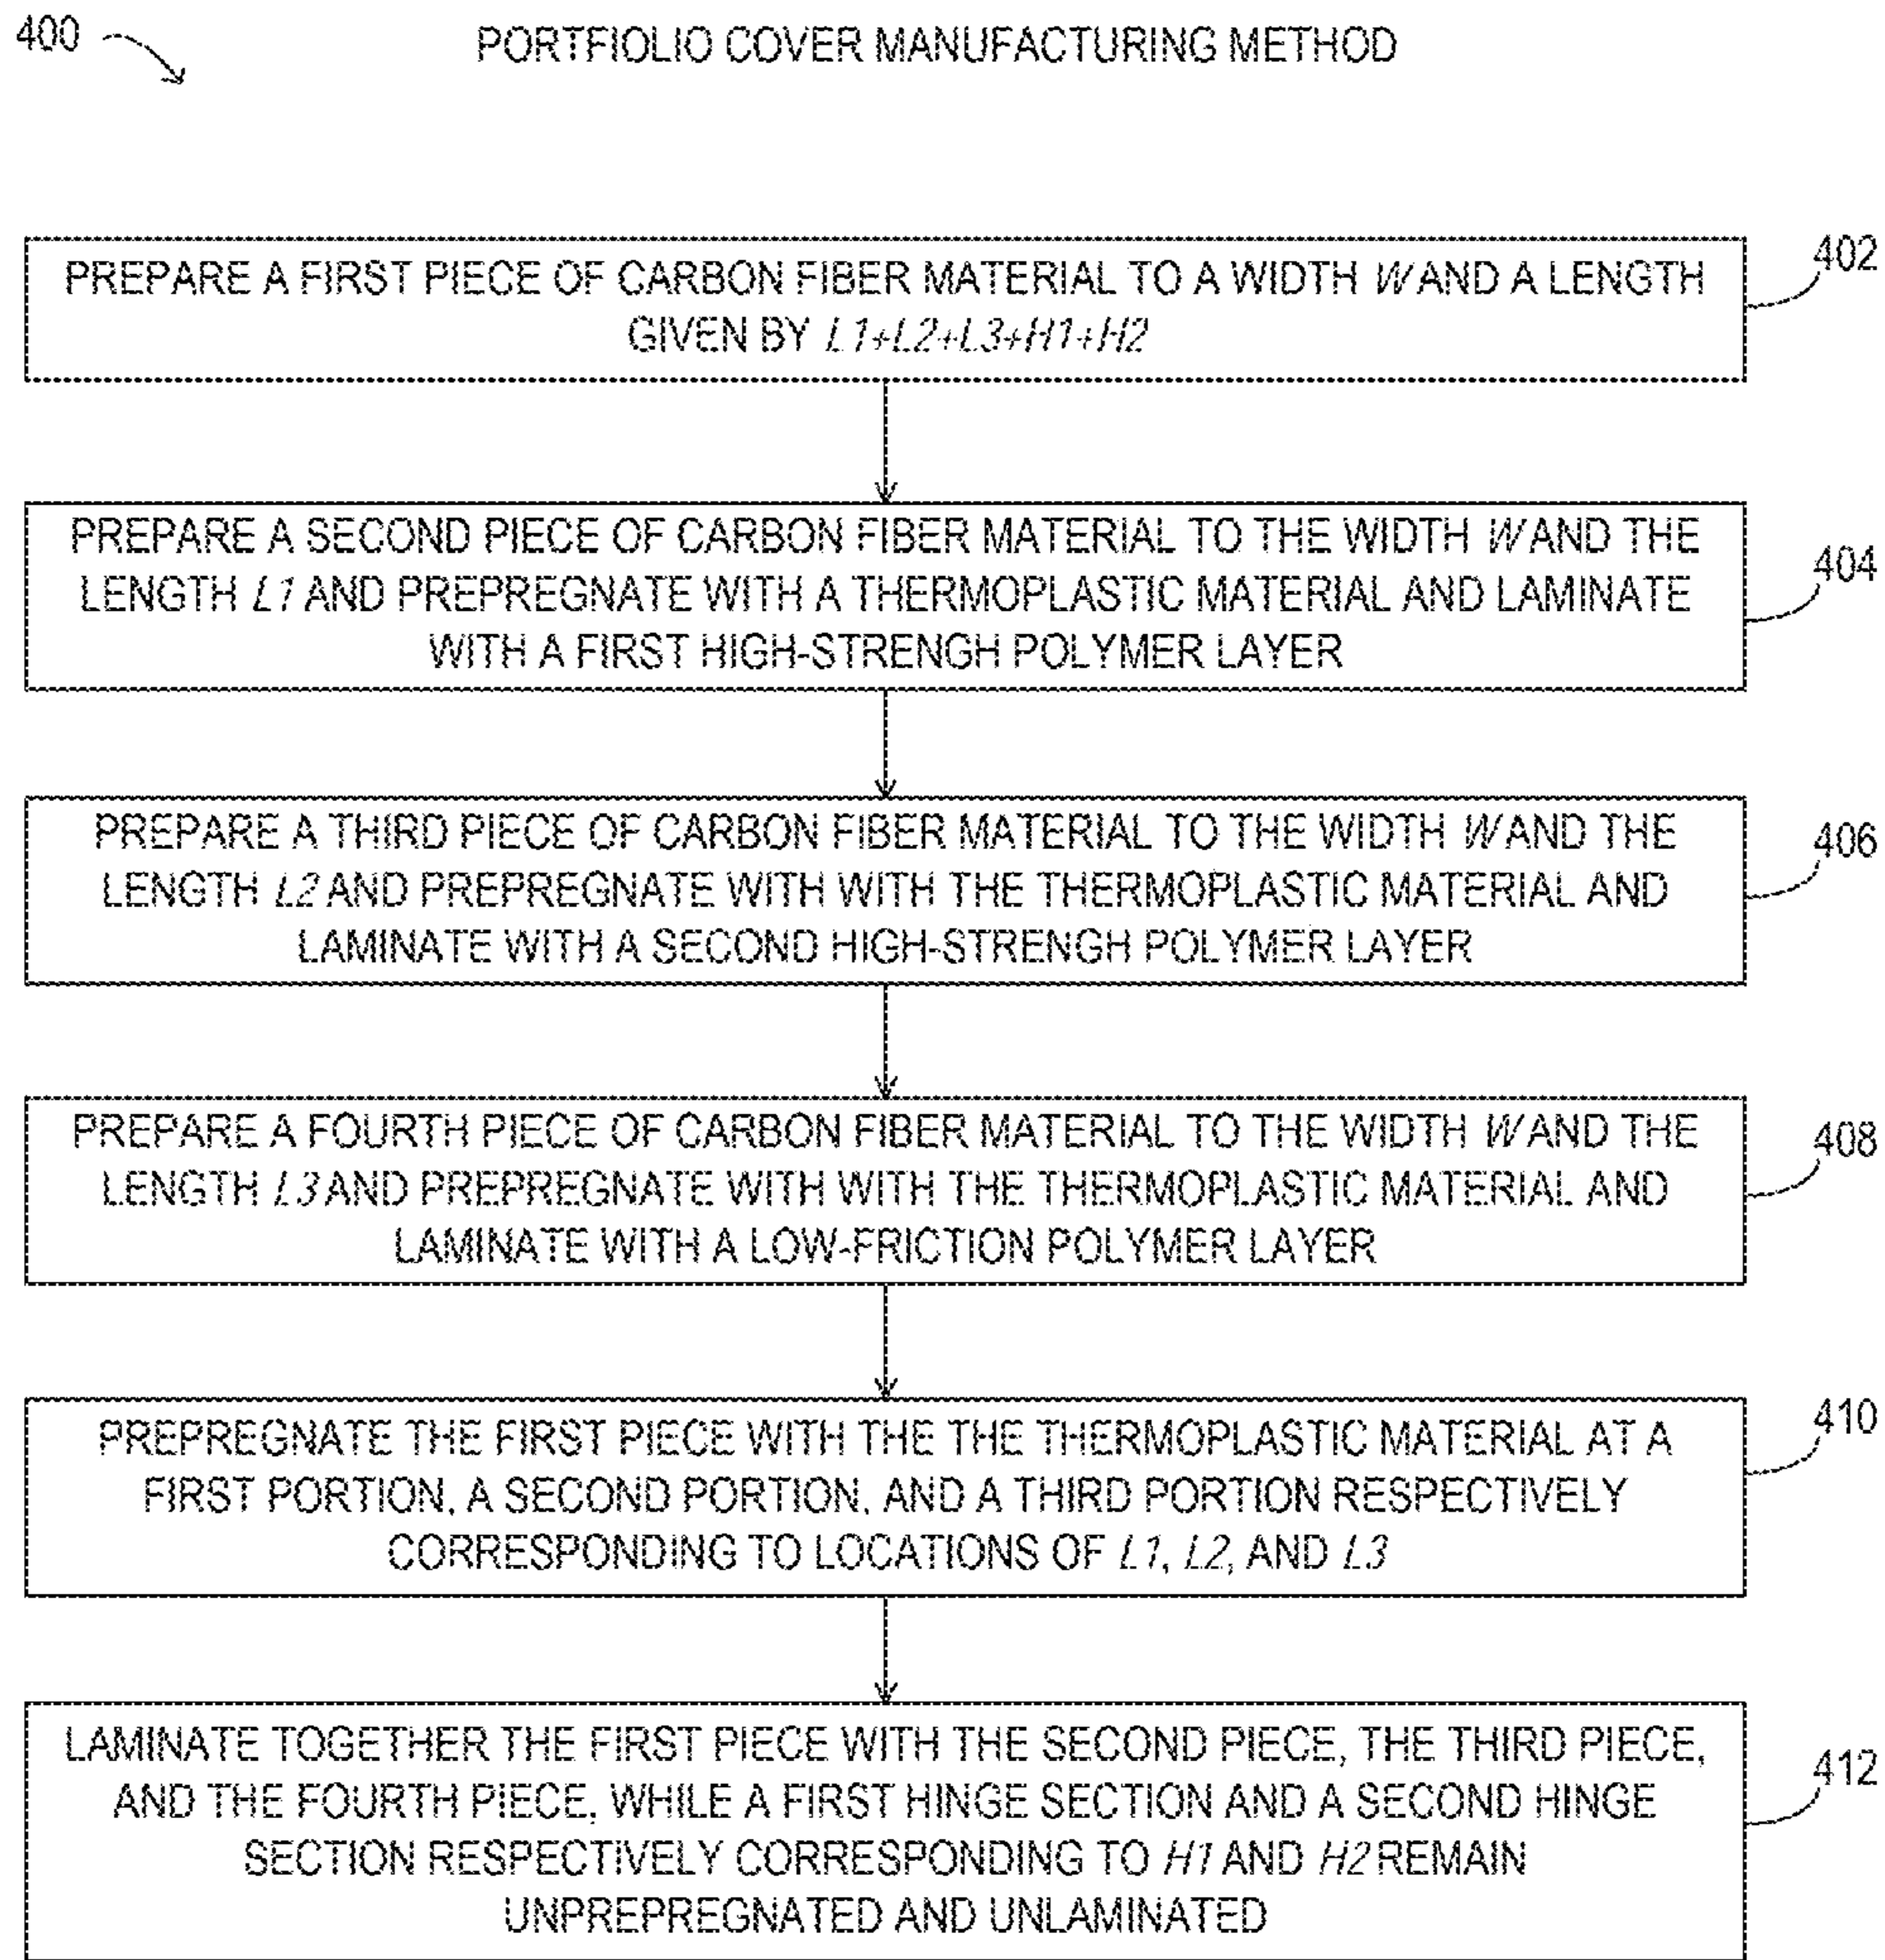 400
PORTFIOLIO COVER MANUFACTURING METHOD
PREPARE A FIRST PIECE OF CARBON FIBER MATERIAL TO A WIDTH W AND A LENGTH
GIVEN BY L1+L2+L3+H1+H2
402
PREPARE A SECOND PIECE OF CARBON FIBER MATERIAL TO THE WIDTH W AND THE
LENGTH L1 AND PREPREGNATE WITH A THERMOPLASTIC MATERIAL AND LAMINATE
WITH A FIRST HIGH-STRENGH POLYMER LAYER
404
PREPARE A THIRD PIECE OF CARBON FIBER MATERIAL TO THE WIDTH W AND THE
LENGTH L2 AND PREPREGNATE WITH WITH THE THERMOPLASTIC MATERIAL AND
LAMINATE WITH A SECOND HIGH-STRENGH POLYMER LAYER
406
PREPARE A FOURTH PIECE OF CARBON FIBER MATERIAL TO THE WIDTH W AND THE
LENGTH L3 AND PREPREGNATE WITH WITH THE THERMOPLASTIC MATERIAL AND
LAMINATE WITH A LOW-FRICTION POLYMER LAYER
408
PREPREGNATE THE FIRST PIECE WITH THE THE THERMOPLASTIC MATERIAL AT A
FIRST PORTION, A SECOND PORTION, AND A THIRD PORTION RESPECTIVELY
CORRESPONDING TO LOCATIONS OF L1, L2, AND L3
410
LAMINATE TOGETHER THE FIRST PIECE WITH THE SECOND PIECE, THE THIRD PIECE,
AND THE FOURTH PIECE, WHILE A FIRST HINGE SECTION AND A SECOND HINGE
SECTION RESPECTIVELY CORRESPONDING TO H1 AND H2 REMAIN
UNPREPREGNATED AND UNLAMINATED
412